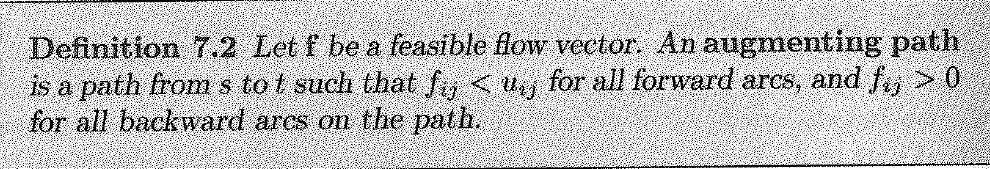 Definition 7.2 Let f be a feasible flow vector. An augmenting path
is a path from s to t such that f_{ij} < u_{ij} for all forward arcs, and f_{ij} > 0
for all backward arcs on the path.